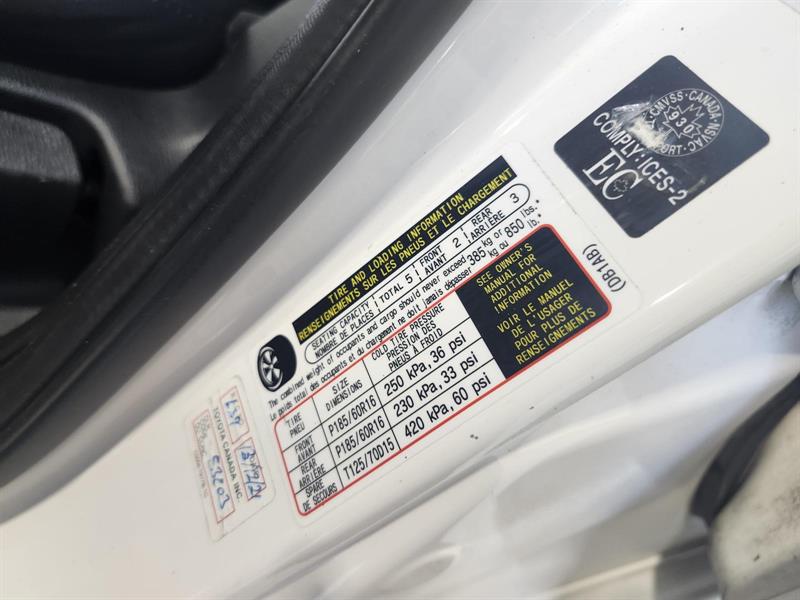 TIRE AND LOADING INFORMATION
RENSEIGNEMENTS SUR LES PNEUS ET LE CHARGEMENT
SEATING CAPACITY TOTAL 5 FRONT 2 REAR 3
NOMBRE DE PLACES AVANT ARRIÈRE
The combined weight of occupants and cargo should never exceed 385 kg or 850 lbs.
Le poids total des occupants et du chargement ne doit jamais dépasser kg ou lb.
TIRE SIZE COLD TIRE PRESSURE
PNEU DIMENSIONS PRESSION DES PNEUS À FROID
FRONT AVANT P185/60R16 250 kPa, 36 psi
REAR ARRIÈRE P185/60R16 230 kPa, 33 psi
SPARE DE SECOURS T125/70D15 420 kPa, 60 psi
SEE OWNER'S
MANUAL FOR
ADDITIONAL
INFORMATION
VOIR LE MANUEL
DE L'USAGER
POUR PLUS DE
RENSEIGNEMENTS
(DB1AB)
CMVSS · CANADA · NSVAC
930
COMPLY:ICES-2
EC
TOYOTA CANADA INC.